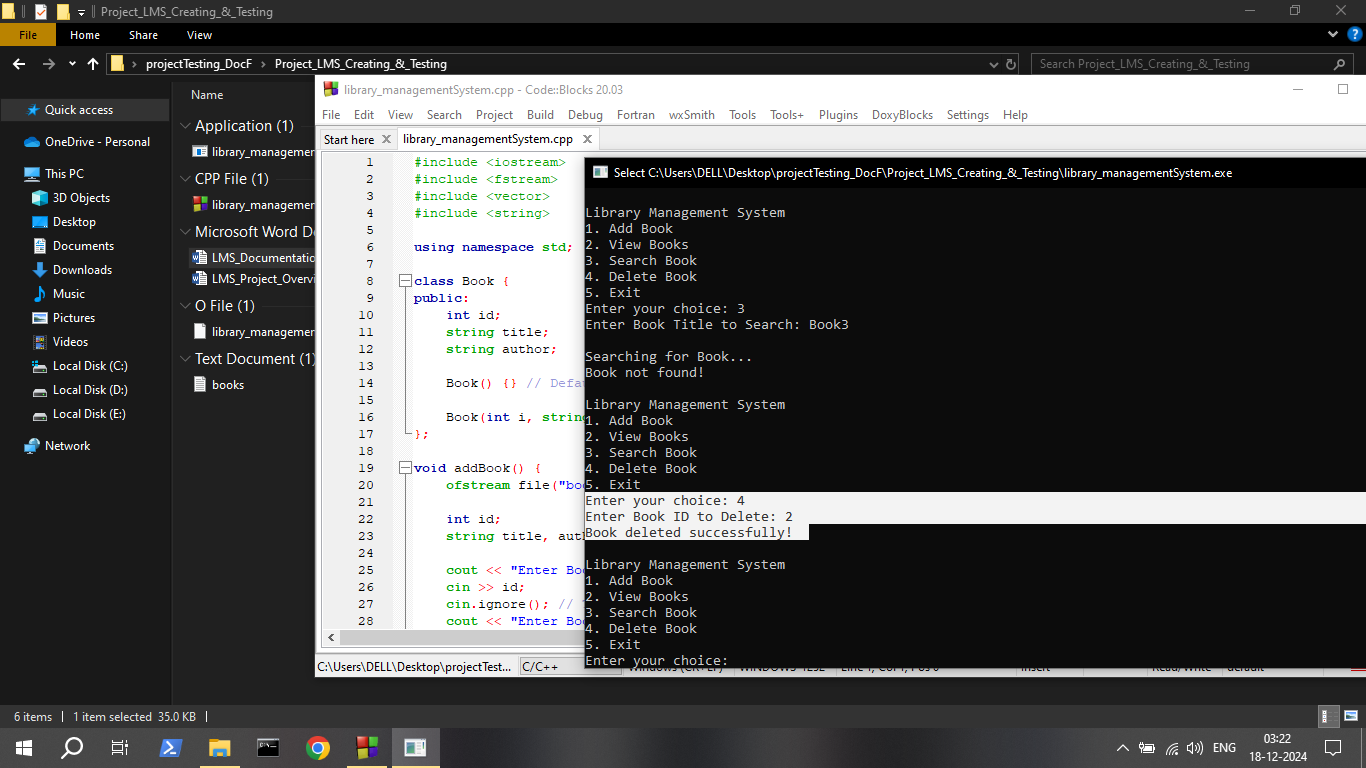 Project_LMS_Creating_&_Testing
File Home Share View
projectTesting_DocF Project_LMS_Creating_&_Testing
Search Project_LMS_Creating_&_Testing
Quick access
OneDrive - Personal
This PC
3D Objects
Desktop
Documents
Downloads
Music
Pictures
Videos
Local Disk (C:)
Local Disk (D:)
Local Disk (E:)
Network
Name
Application (1)
library_managemen
CPP File (1)
library_managemen
Microsoft Word Do
LMS_Documentatio
LMS_Project_Overvi
O File (1)
library_managemen
Text Document (1)
books
library_managementSystem.cpp - Code::Blocks 20.03
File Edit View Search Project Build Debug Fortran wxSmith Tools Tools+ Plugins DoxyBlocks Settings Help
Start here library_managementSystem.cpp
1 #include <iostream>
2 #include <fstream>
3 #include <vector>
4 #include <string>
5
6 using namespace std;
7
8 class Book {
9 public:
10 int id;
11 string title;
12 string author;
13
14 Book() {} // Defa
15
16 Book(int i, string
17 };
18
19 void addBook() {
20 ofstream file("boo
21
22 int id;
23 string title, auth
24
25 cout << "Enter Boo
26 cin >> id;
27 cin.ignore(); //
28 cout << "Enter Boo
C:\Users\DELL\Desktop\projectTest... C/C++
Select C:\Users\DELL\Desktop\projectTesting_DocF\Project_LMS_Creating_&_Testing\library_managementSystem.exe
Library Management System
1. Add Book
2. View Books
3. Search Book
4. Delete Book
5. Exit
Enter your choice: 3
Enter Book Title to Search: Book3
Searching for Book...
Book not found!
Library Management System
1. Add Book
2. View Books
3. Search Book
4. Delete Book
5. Exit
Enter your choice: 4
Enter Book ID to Delete: 2
Book deleted successfully!
Library Management System
1. Add Book
2. View Books
3. Search Book
4. Delete Book
5. Exit
Enter your choice:
6 items 1 item selected 35.0 KB
ENG
03:22
18-12-2024